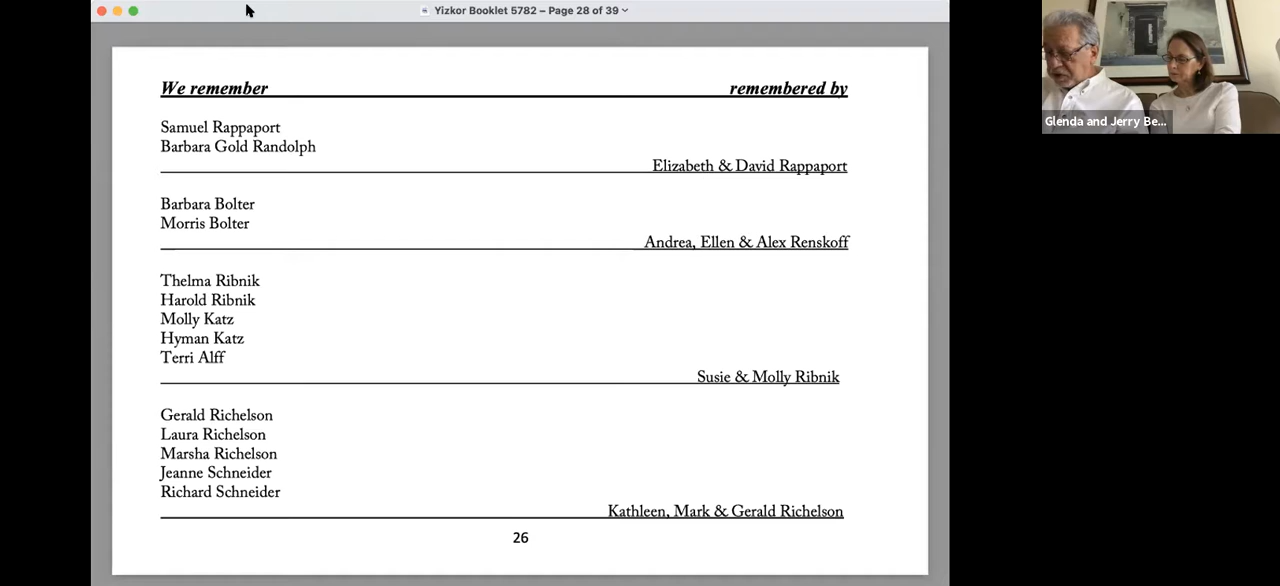 Yizkor Booklet 5782 – Page 28 of 39
We remember remembered by
Samuel Rappaport
Barbara Gold Randolph
Elizabeth & David Rappaport
Barbara Bolter
Morris Bolter
Andrea, Ellen & Alex Renskoff
Thelma Ribnik
Harold Ribnik
Molly Katz
Hyman Katz
Terri Alff
Susie & Molly Ribnik
Gerald Richelson
Laura Richelson
Marsha Richelson
Jeanne Schneider
Richard Schneider
Kathleen, Mark & Gerald Richelson
26
Glenda and Jerry Be...